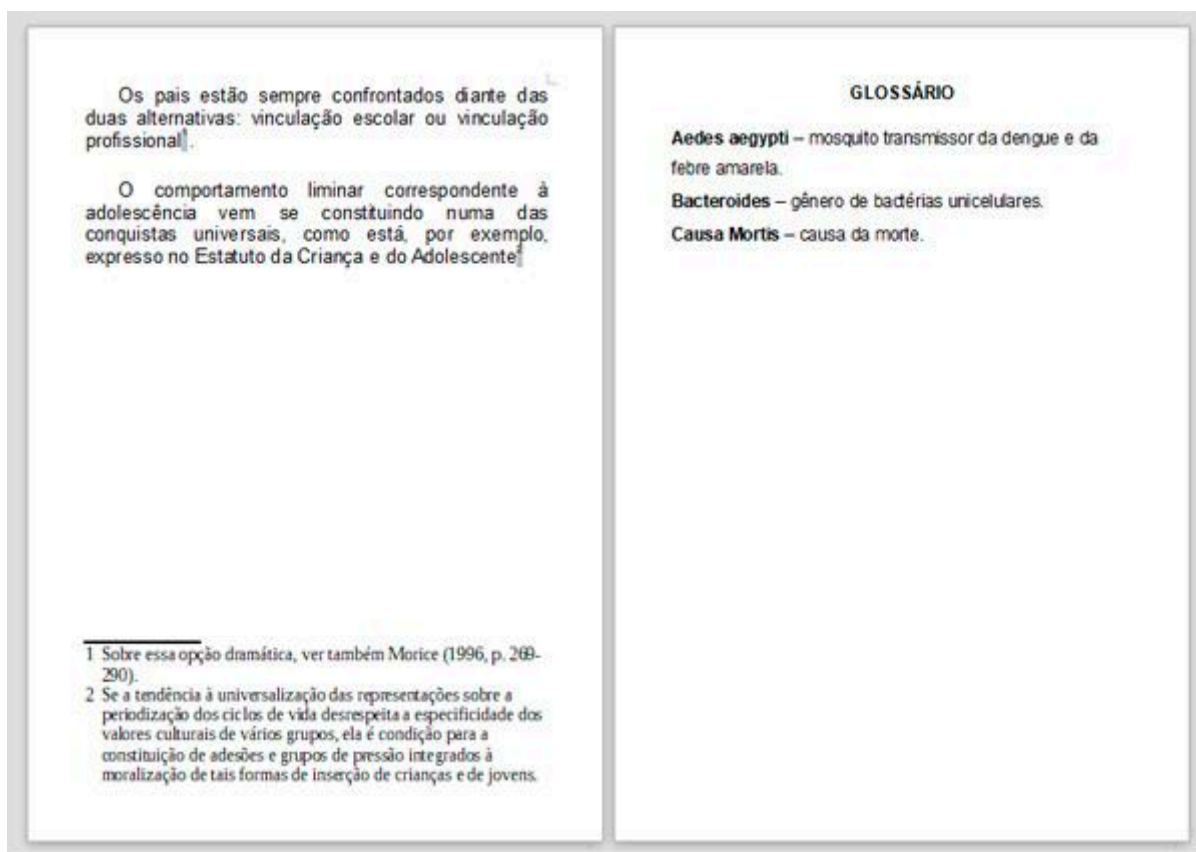 Os pais estão sempre confrontados diante das
duas alternativas: vinculação escolar ou vinculação
profissional¹.
O comportamento liminar correspondente à
adolescência vem se constituindo numa das
conquistas universais, como está, por exemplo,
expresso no Estatuto da Criança e do Adolescente²
1 Sobre essa opção dramática, ver também Morice (1996, p. 269-
290).
2 Se a tendência à universalização das representações sobre a
periodização dos ciclos de vida desrespeita a especificidade dos
valores culturais de vários grupos, ela é condição para a
constituição de adesões e grupos de pressão integrados à
moralização de tais formas de inserção de crianças e de jovens.
GLOSSÁRIO
Aedes aegypti – mosquito transmissor da dengue e da
febre amarela.
Bacteroides – gênero de bactérias unicelulares.
Causa Mortis – causa da morte.